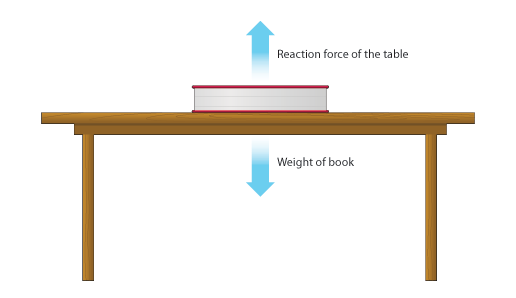 Reaction force of the table
Weight of book